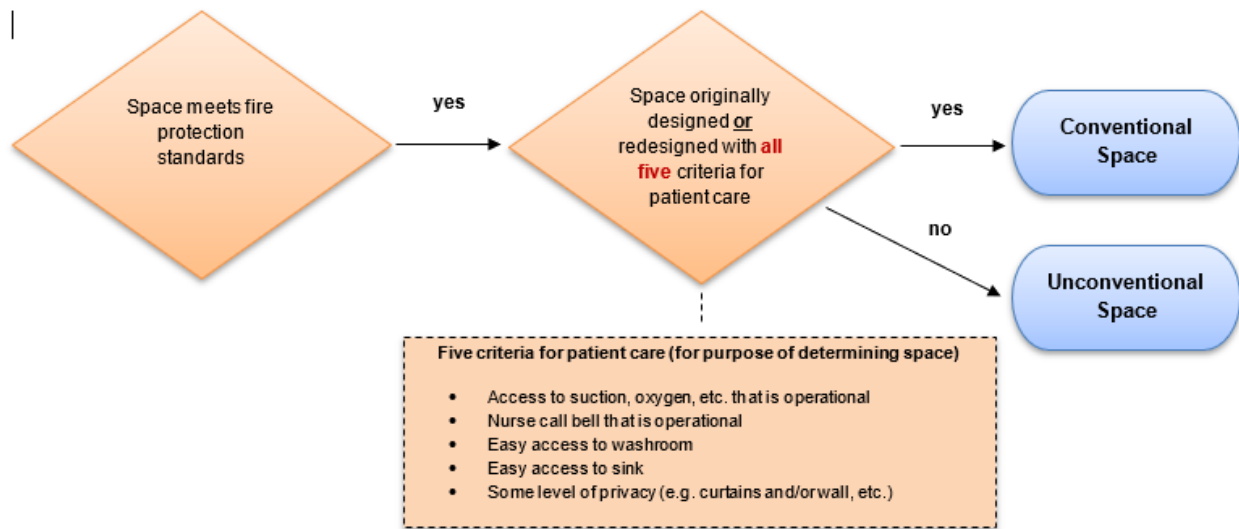 Space meets fire
protection
standards
yes
Space originally
designed or
redesigned with all
five criteria for
patient care
yes
Conventional
Space
no
Unconventional
Space
Five criteria for patient care (for purpose of determining space)
• Access to suction, oxygen, etc. that is operational
• Nurse call bell that is operational
• Easy access to washroom
• Easy access to sink
• Some level of privacy (e.g. curtains and/or wall, etc.)